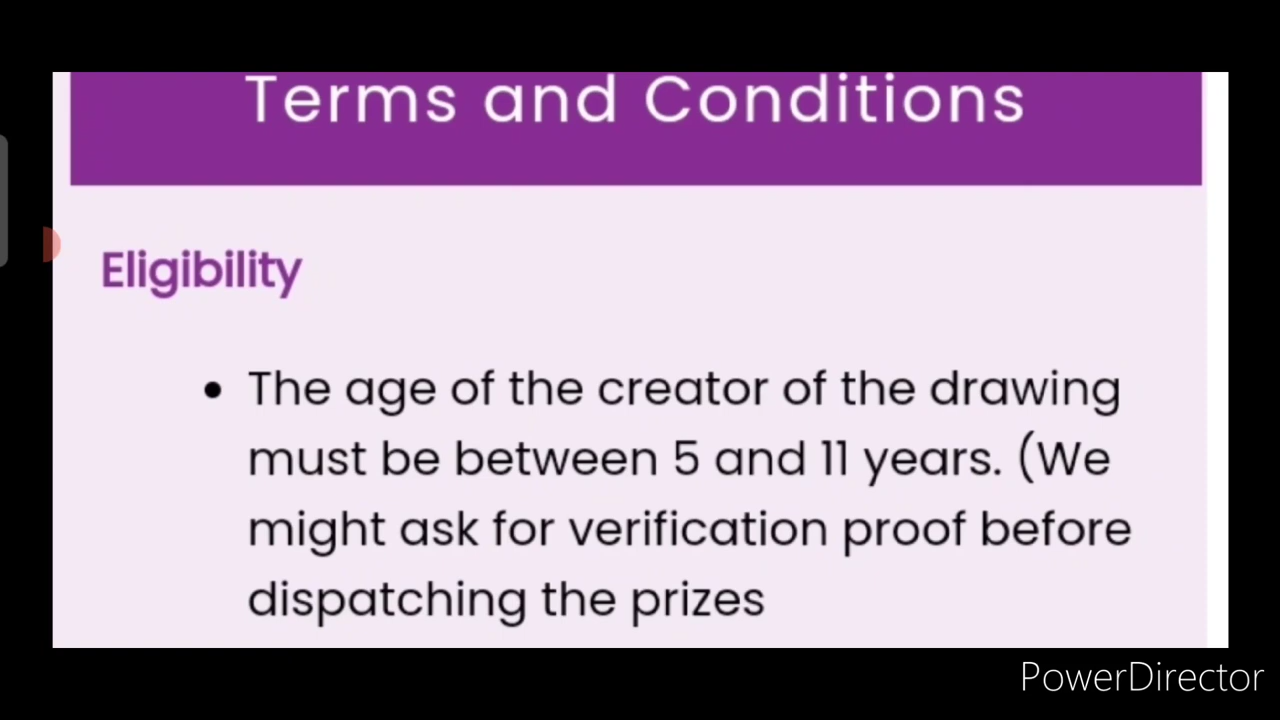 Terms and Conditions
Eligibility
• The age of the creator of the drawing
must be between 5 and 11 years. (We
might ask for verification proof before
dispatching the prizes
PowerDirector